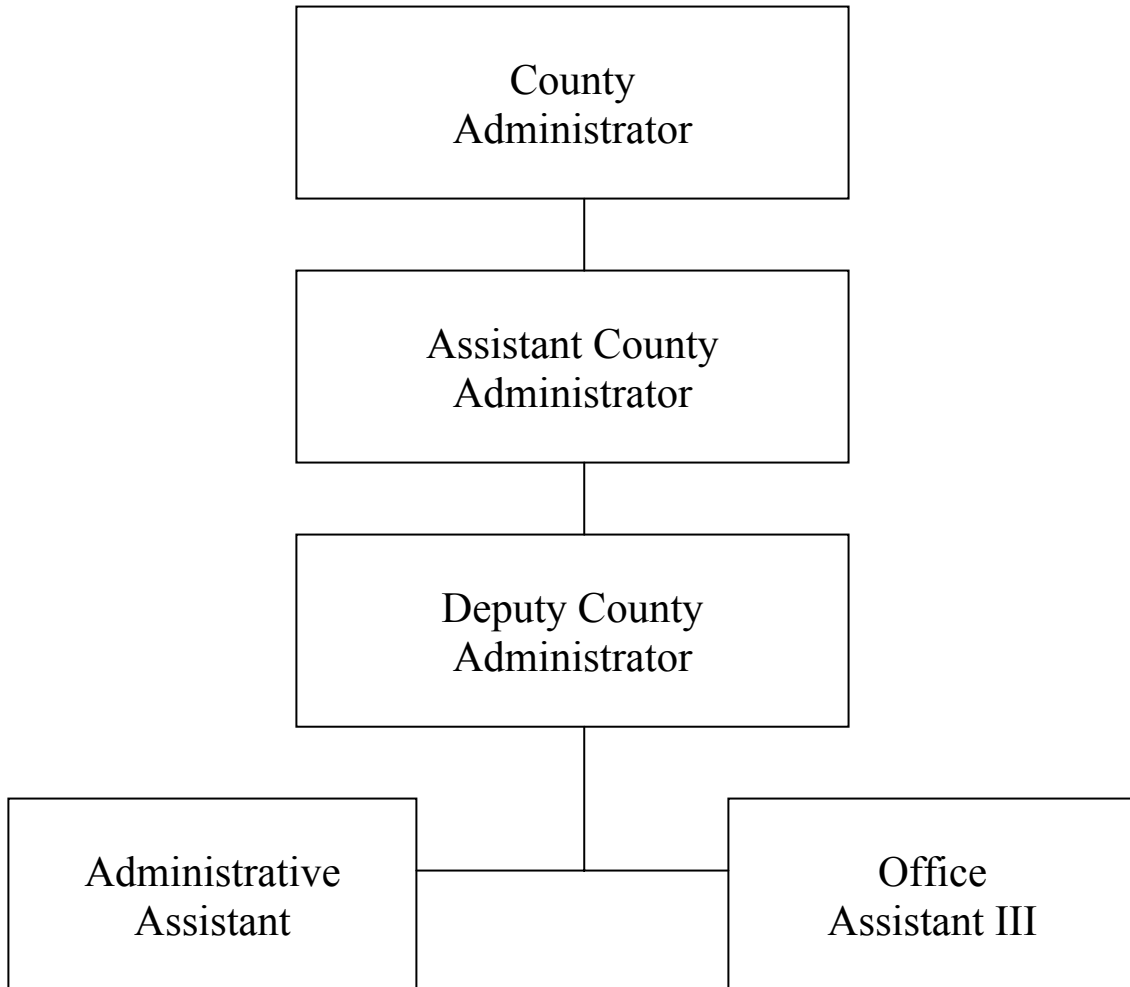 County
Administrator
Assistant County
Administrator
Deputy County
Administrator
Administrative
Assistant
Office
Assistant III